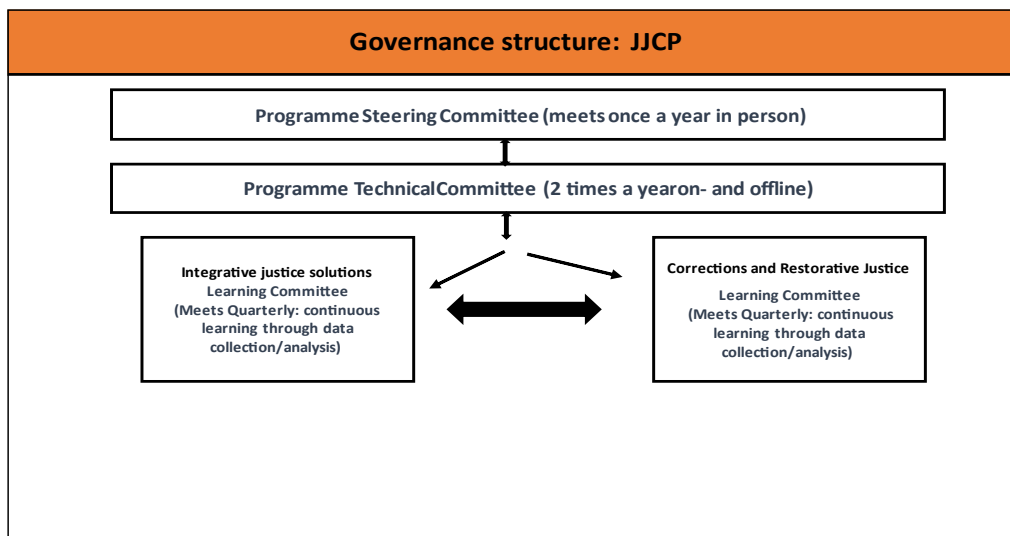 Governance structure: JJCP
Programme Steering Committee (meets once a year in person)
Programme TechnicalCommittee (2 times a yearon- and offline)
Integrative justice solutions
Learning Committee
(Meets Quarterly: continuous
learning through data
collection/analysis)
Corrections and Restorative Justice
Learning Committee
(Meets Quarterly: continuous
learning through data
collection/analysis)